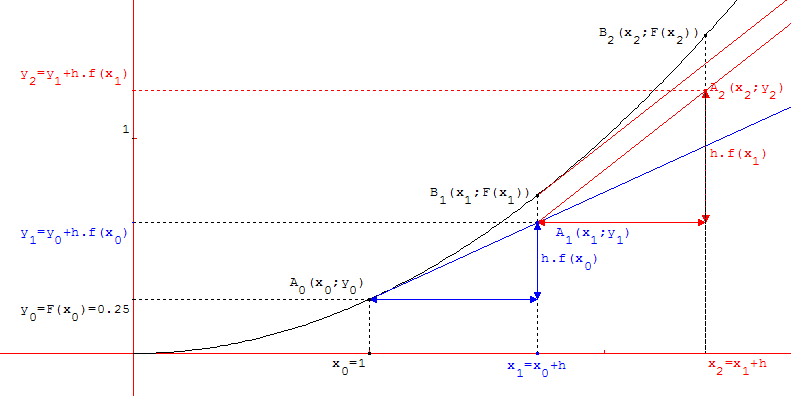 B₂(x₂;F(x₂))
y₂=y₁+h.f(x₁)
A₂(x₂;y₂)
1
h.f(x₁)
B₁(x₁;F(x₁))
y₁=y₀+h.f(x₀)
A₁(x₁;y₁)
h.f(x₀)
A₀(x₀;y₀)
y₀=F(x₀)=0.25
x₀=1
x₁=x₀+h
x₂=x₁+h